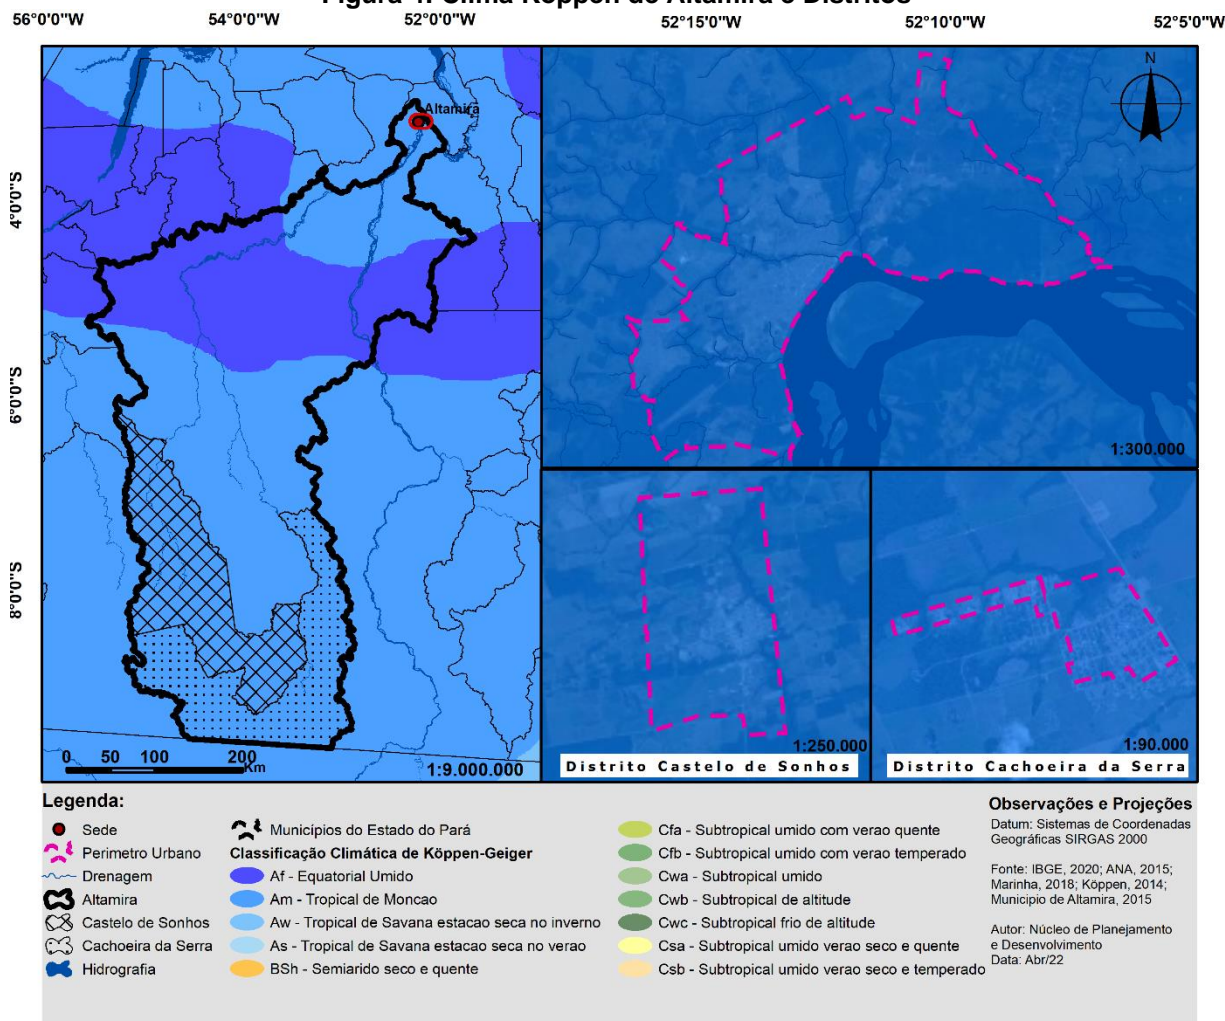 Figura 4: Clima Köppen de Altamira e Distritos
56°0'0"W
54°0'0"W
52°0'0"W
52°15'0"W
52°10'0"W
52°5'0"W
4°0'0"S
6°0'0"S
8°0'0"S
Altamira
N
0 50 100 200
Km
1:9.000.000
1:300.000
1:250.000
Distrito Castelo de Sonhos
1:90.000
Distrito Cachoeira da Serra
Legenda:
Sede
Perimetro Urbano
Drenagem
Altamira
Castelo de Sonhos
Cachoeira da Serra
Hidrografia
Municípios do Estado do Pará
Classificação Climática de Köppen-Geiger
Af - Equatorial Umido
Am - Tropical de Moncao
Aw - Tropical de Savana estacao seca no inverno
As - Tropical de Savana estacao seca no verao
BSh - Semiarido seco e quente
Cfa - Subtropical umido com verao quente
Cfb - Subtropical umido com verao temperado
Cwa - Subtropical umido
Cwb - Subtropical de altitude
Cwc - Subtropical frio de altitude
Csa - Subtropical umido verao seco e quente
Csb - Subtropical umido verao seco e temperado
Observações e Projeções
Datum: Sistemas de Coordenadas
Geográficas SIRGAS 2000
Fonte: IBGE, 2020; ANA, 2015;
Marinha, 2018; Köppen, 2014;
Municipio de Altamira, 2015
Autor: Núcleo de Planejamento
e Desenvolvimento
Data: Abr/22